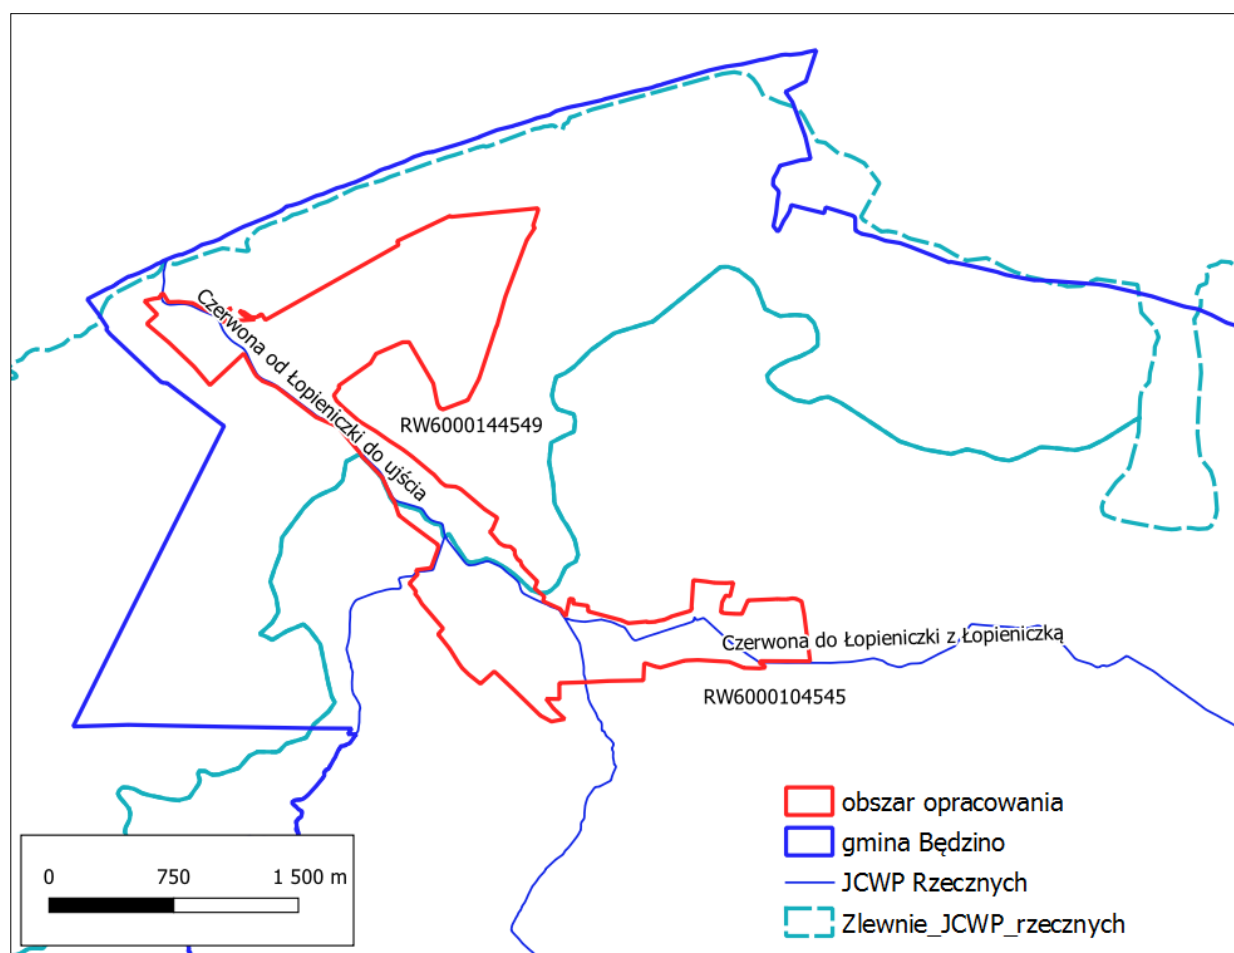 Czerwona od Łopieniczki do ujścia
RW6000144549
Czerwona do Łopieniczki z Łopieniczką
RW6000104545
obszar opracowania
gmina Będzino
JCWP Rzecznych
Zlewnie_JCWP_rzecznych
0 750 1 500 m